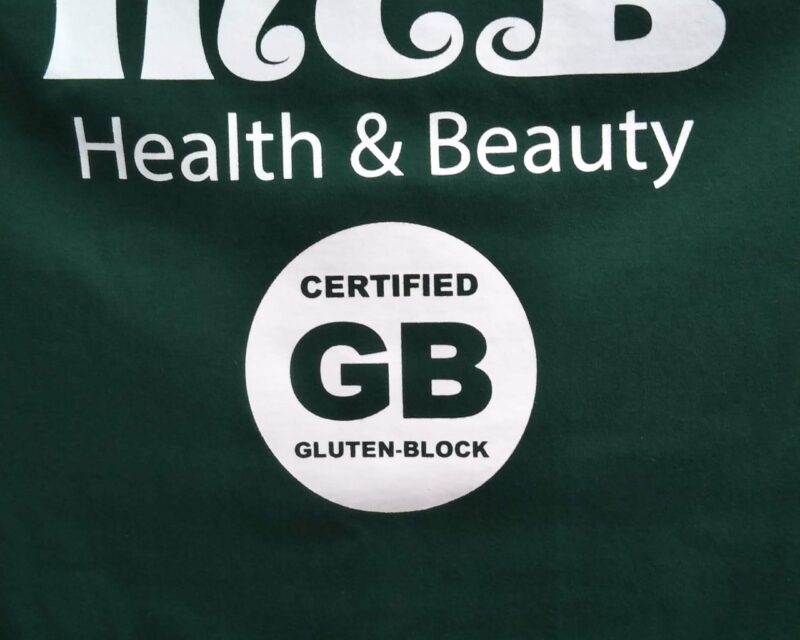 Health & Beauty
CERTIFIED
GB
GLUTEN-BLOCK